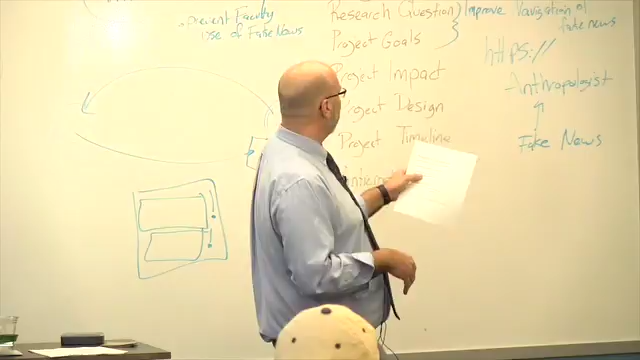 prevent Faculty
Use of Fake News
Research Question
Project Goals
Project Impact
Project Design
Project Timeline
Improve Navigation of
fake news
https://
Anthropologist
Fake News